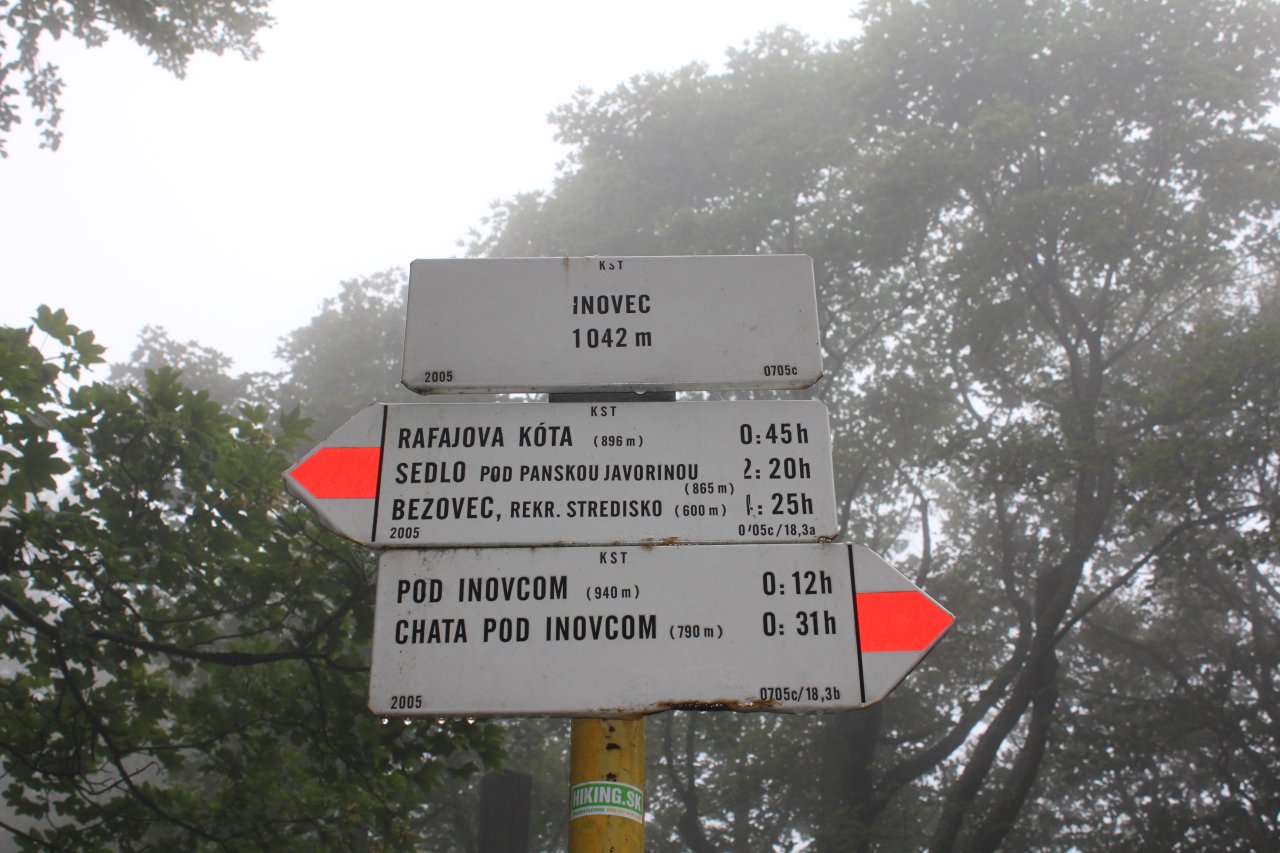 KST
INOVEC
1042 m
2005 0705c
KST
RAFAJOVA KÓTA (896 m) 0:45h
SEDLO POD PANSKOU JAVORINOU (865 m) 2:20h
BEZOVEC, REKR. STREDISKO (600 m) : 25h
2005 0705c/18,3a
KST
POD INOVCOM (940 m) 0:12h
CHATA POD INOVCOM (790 m) 0:31h
2005 0705c/18,3b
HIKING.SK